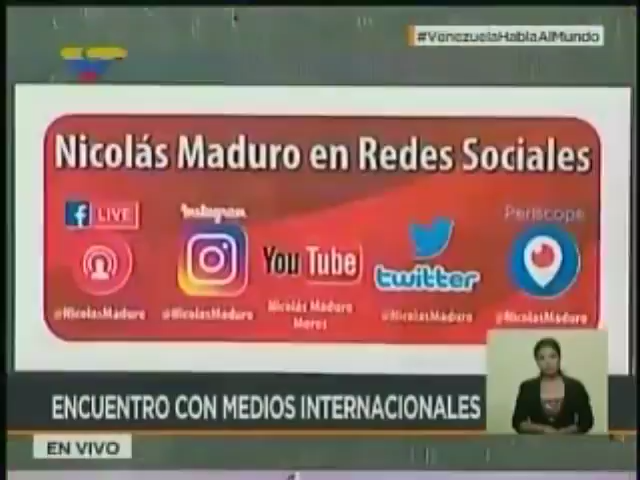 #VenezuelaHablaAlMundo
Nicolás Maduro en Redes Sociales
f LIVE
Instagram
YouTube
twitter
Periscope
@NicolasMaduro
@NicolasMaduro
Nicolás Maduro
Moros
@NicolasMaduro
@NicolasMaduro
ENCUENTRO CON MEDIOS INTERNACIONALES
EN VIVO